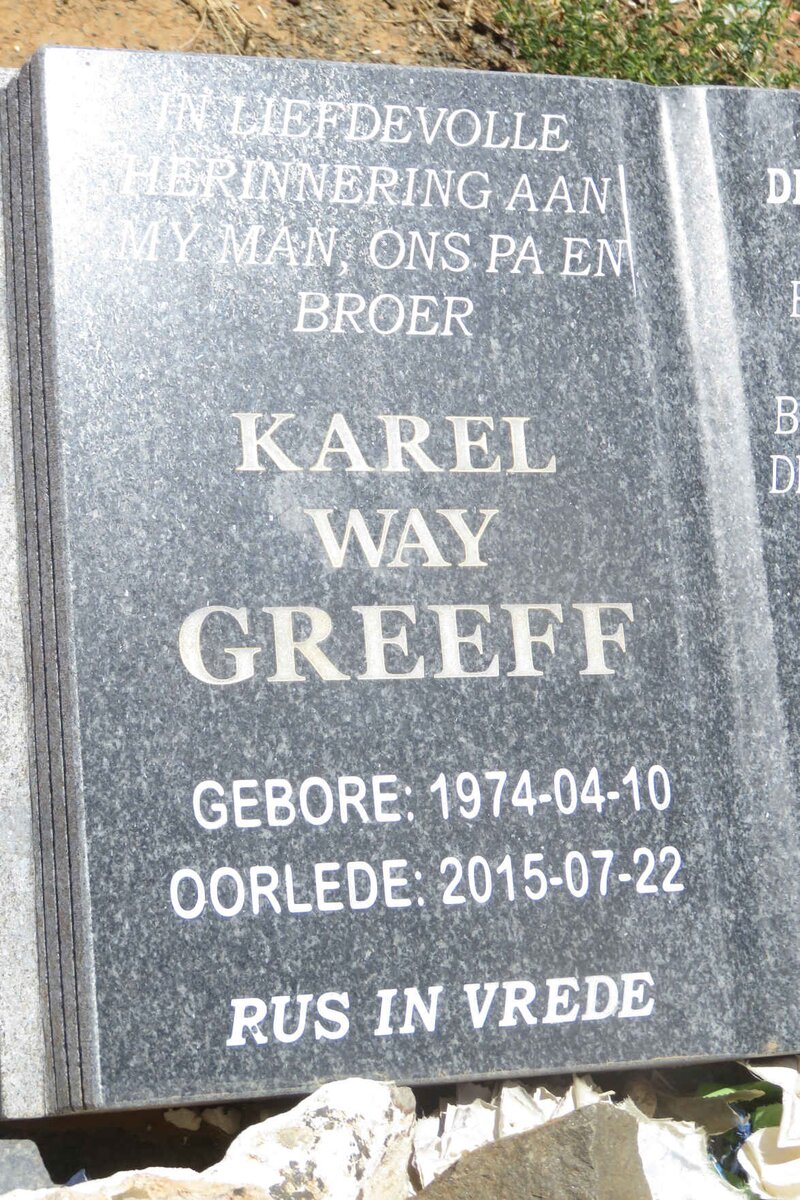 IN LIEFDEVOLLE
HERINNERING AAN
MY MAN, ONS PA EN
BROER
KAREL
WAY
GREEFF
GEBORE: 1974-04-10
OORLEDE: 2015-07-22
RUS IN VREDE